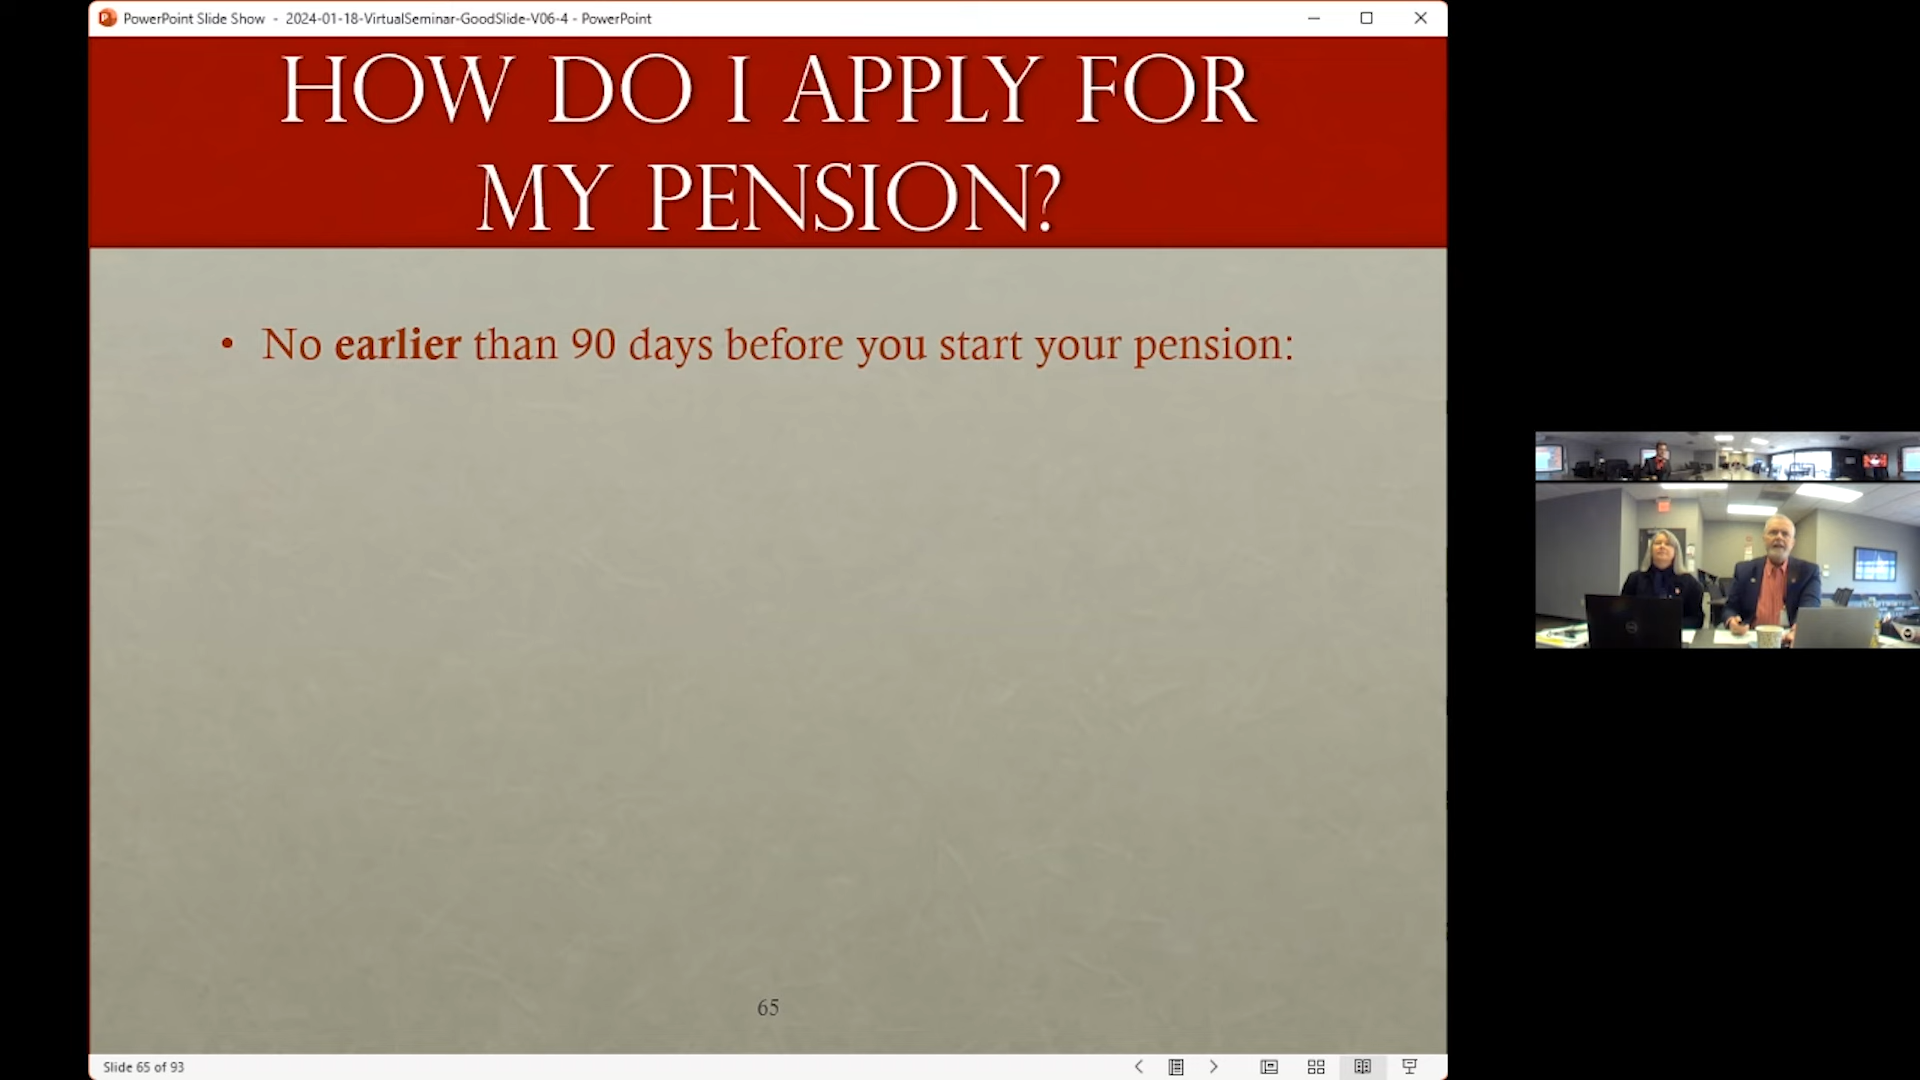 PowerPoint Slide Show - 2024-01-18-VirtualSeminar-GoodSlide-V06-4 - PowerPoint
HOW DO I APPLY FOR
MY PENSION?
• No earlier than 90 days before you start your pension:
65
Slide 65 of 93